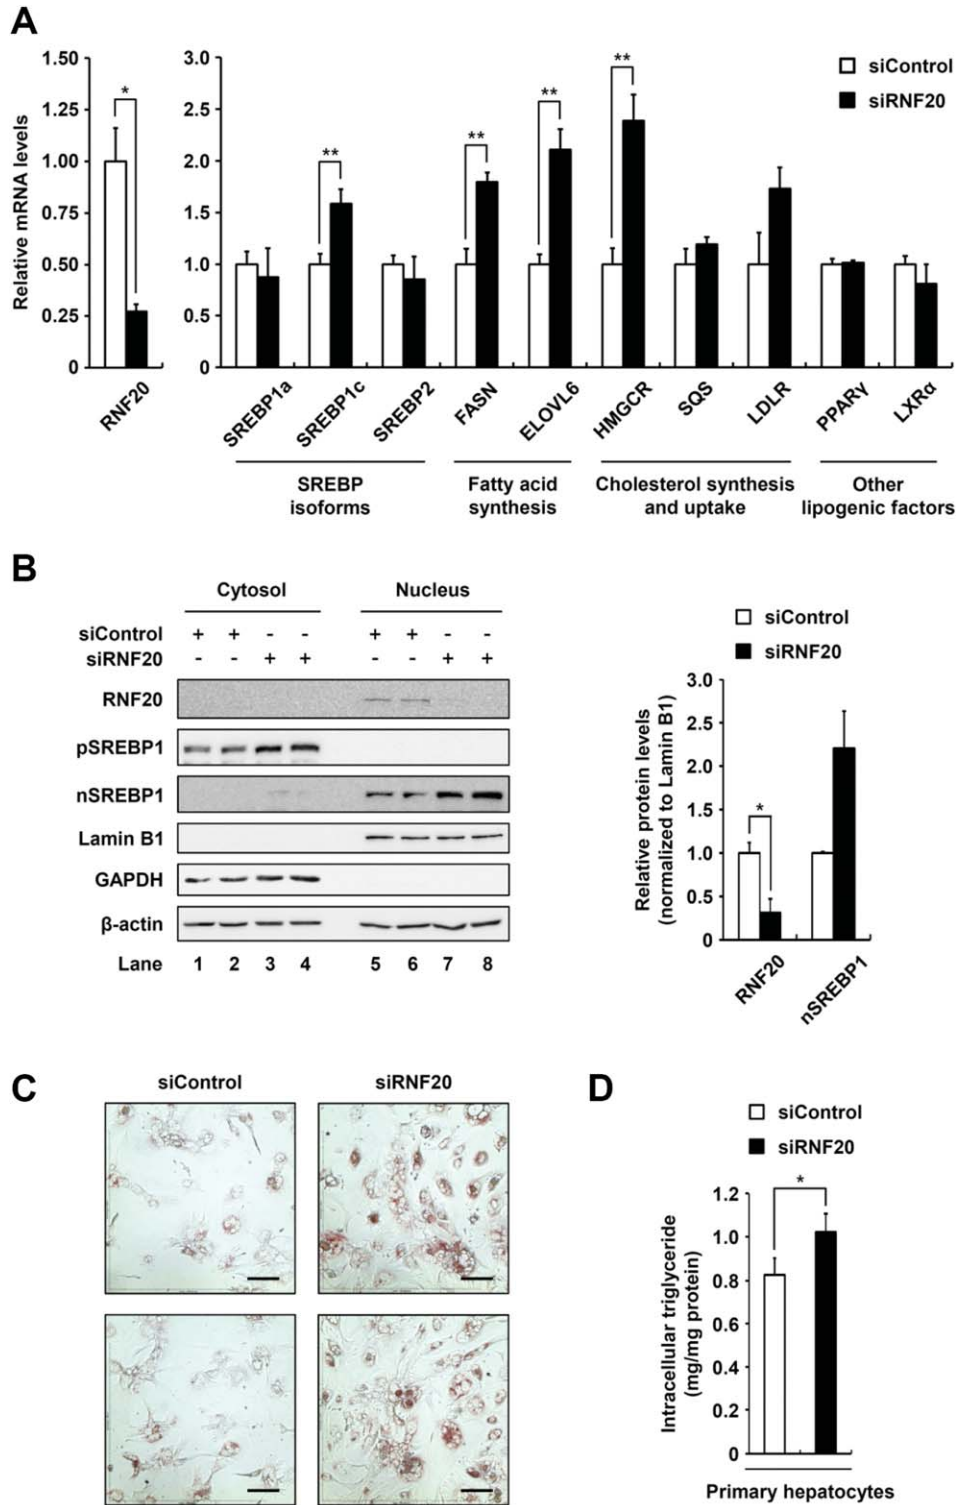 A
Relative mRNA levels
1.50
1.25
1.00
0.75
0.50
0.25
0
RNF20
3.0
2.5
2.0
1.5
1.0
0.5
0
*
**
**
**
**
siControl
siRNF20
SREBP1a
SREBP1c
SREBP2
FASN
ELOVL6
HMGCR
SQS
LDLR
PPARγ
LXRα
SREBP
isoforms
Fatty acid
synthesis
Cholesterol synthesis
and uptake
Other
lipogenic factors
B
Cytosol Nucleus
siControl + + - - + + - -
siRNF20 - - + + - - + +
RNF20
pSREBP1
nSREBP1
Lamin B1
GAPDH
β-actin
Lane 1 2 3 4 5 6 7 8
siControl
siRNF20
Relative protein levels
(normalized to Lamin B1)
3.0
2.5
2.0
1.5
1.0
0.5
0
*
RNF20
nSREBP1
C
siControl siRNF20
D
siControl
siRNF20
Intracellular triglyceride
(mg/mg protein)
1.2
1.0
0.8
0.6
0.4
0.2
0
*
Primary hepatocytes